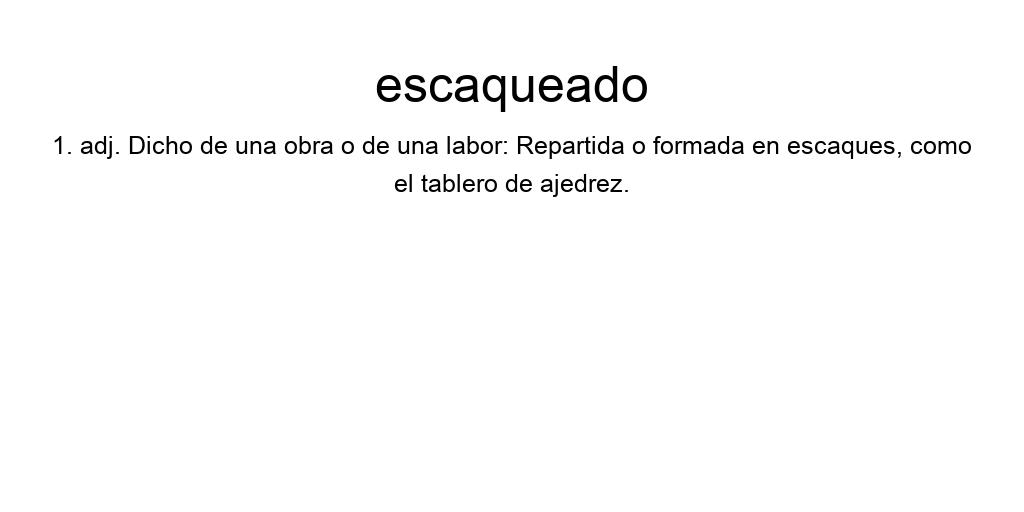 escaqueado
1. adj. Dicho de una obra o de una labor: Repartida o formada en escaques, como
el tablero de ajedrez.